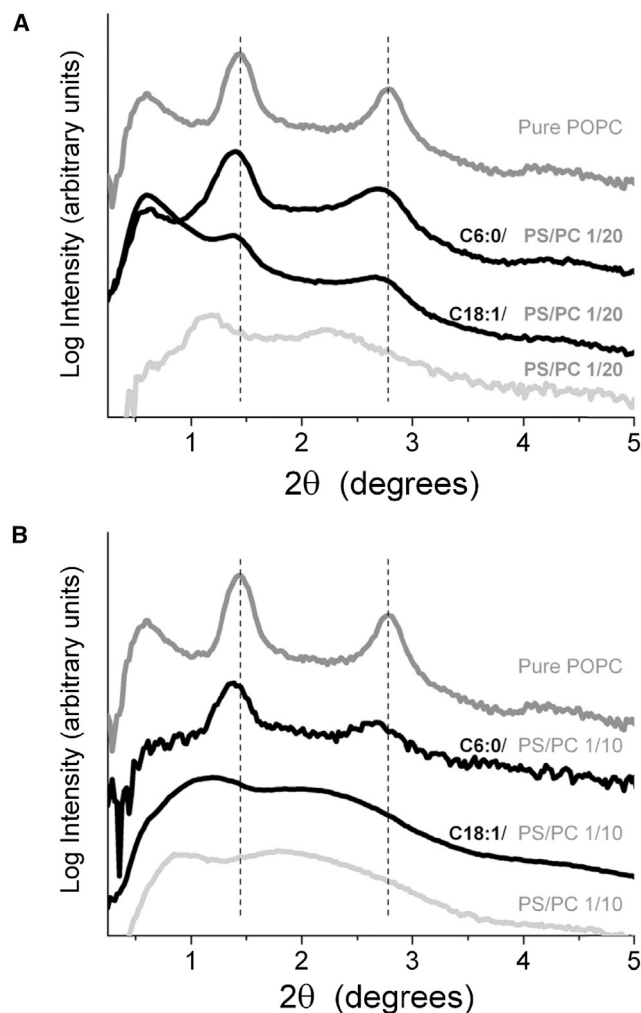 A
Log Intensity (arbitrary units)
Pure POPC
C6:0/ PS/PC 1/20
C18:1/ PS/PC 1/20
PS/PC 1/20
1 2 3 4 5
2θ (degrees)
B
Log Intensity (arbitrary units)
Pure POPC
C6:0/ PS/PC 1/10
C18:1/ PS/PC 1/10
PS/PC 1/10
1 2 3 4 5
2θ (degrees)